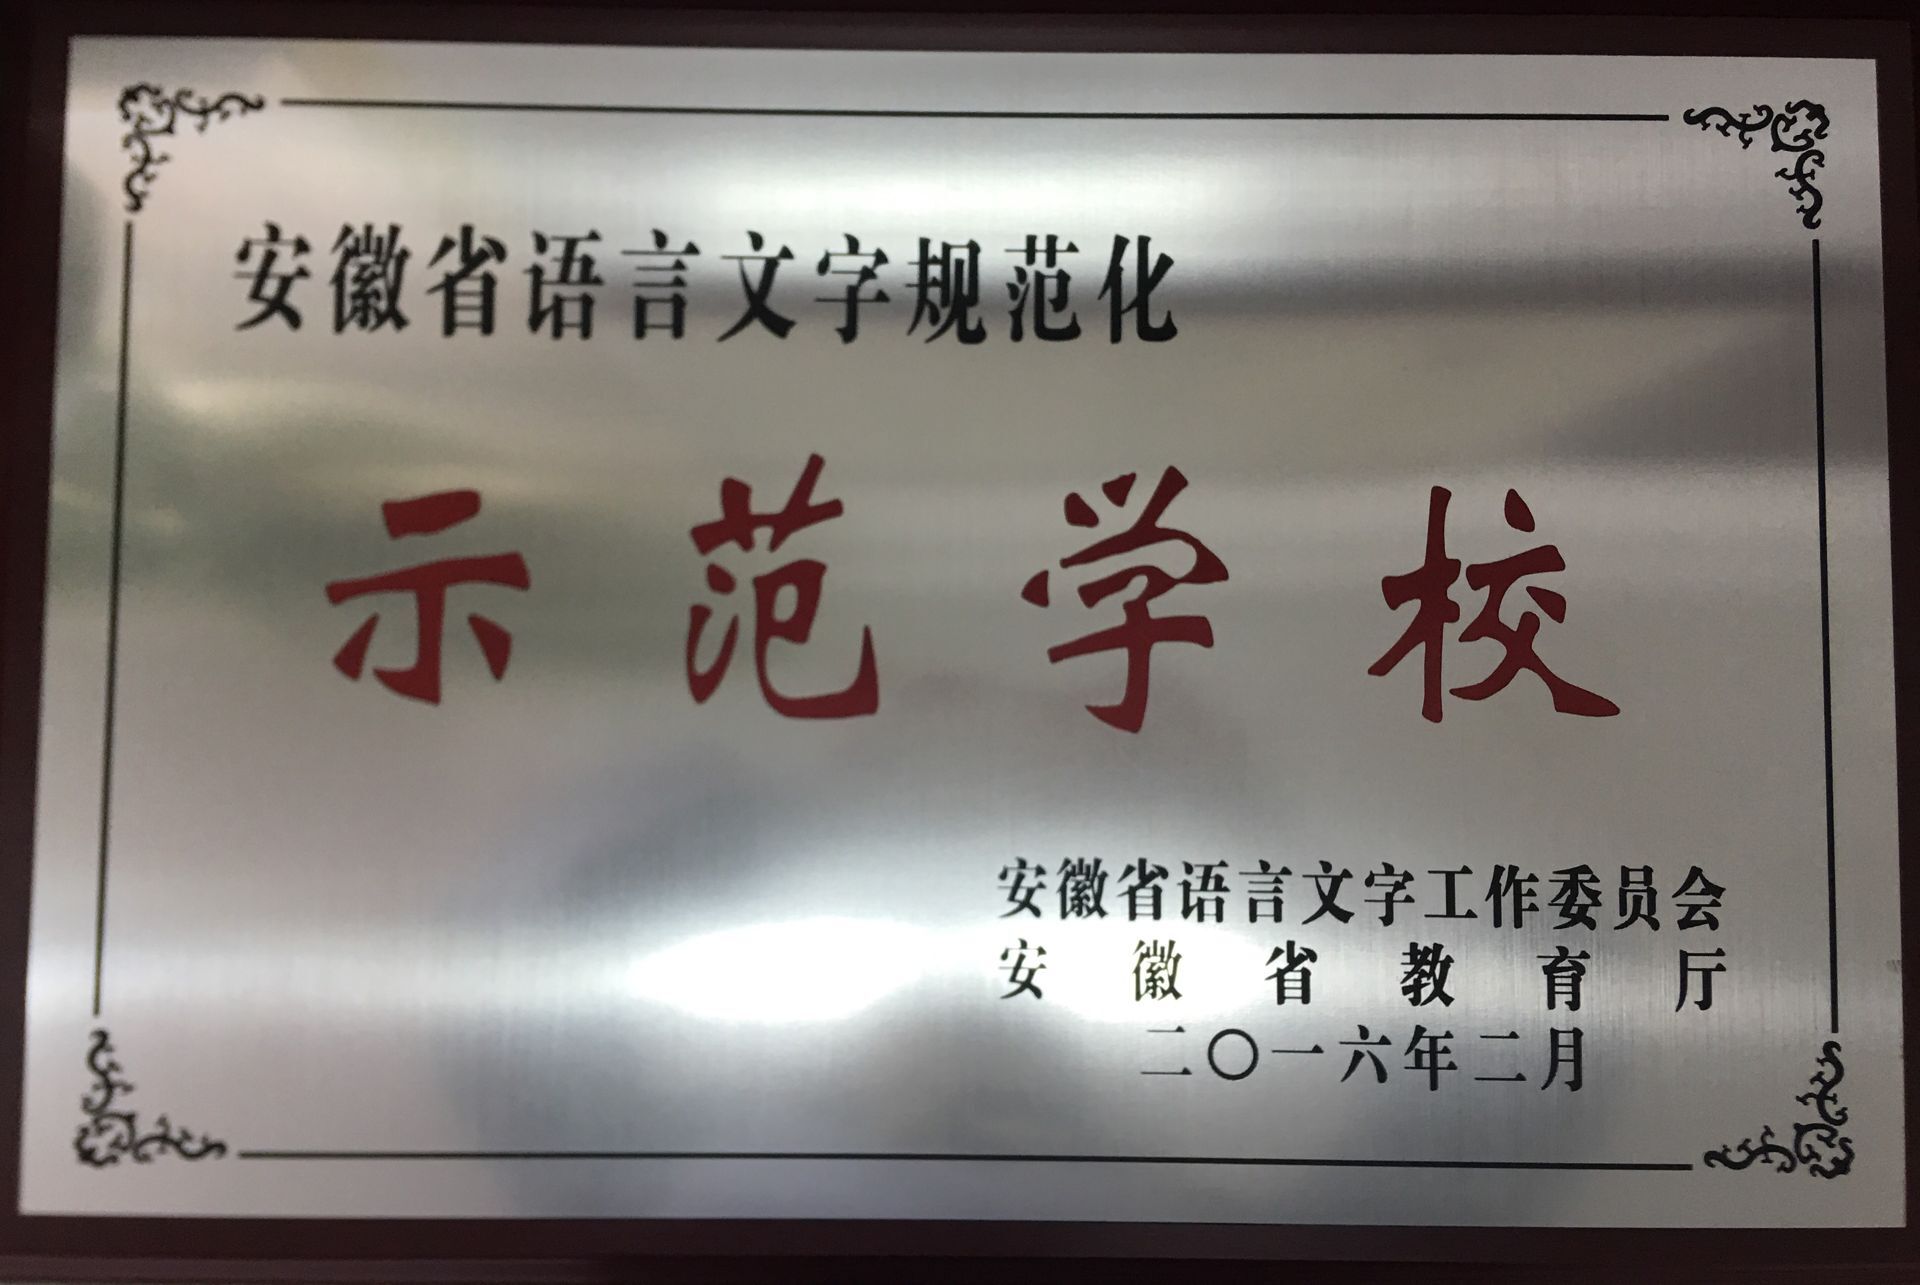 安徽省语言文字规范化
示范学校
安徽省语言文字工作委员会
安徽省教育厅
二〇一六年二月